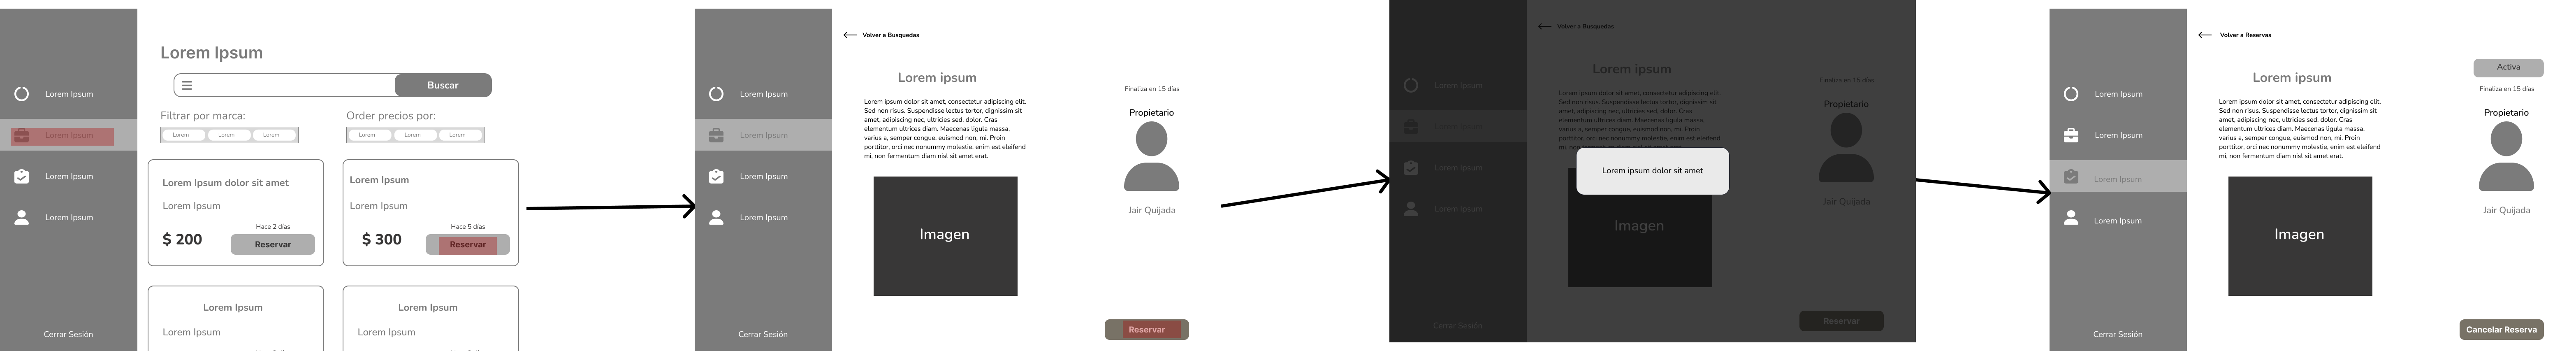 Lorem Ipsum
Lorem Ipsum
Lorem Ipsum
Lorem Ipsum
Cerrar Sesión
Lorem Ipsum
Buscar
Filtrar por marca:
Order precios por:
Lorem
Lorem
Lorem
Lorem
Lorem
Lorem
Lorem Ipsum dolor sit amet
Lorem Ipsum
Hace 2 días
$ 200
Reservar
Lorem Ipsum
Lorem Ipsum
Hace 5 días
$ 300
Reservar
Lorem Ipsum
Lorem Ipsum
Lorem Ipsum
Lorem Ipsum
Lorem Ipsum
Lorem Ipsum
Lorem Ipsum
Lorem Ipsum
Cerrar Sesión
Volver a Busquedas
Lorem ipsum
Lorem ipsum dolor sit amet, consectetur adipiscing elit.
Sed non risus. Suspendisse lectus tortor, dignissim sit
amet, adipiscing nec, ultricies sed, dolor. Cras
elementum ultrices diam. Maecenas ligula massa,
varius a, semper congue, euismod non, mi. Proin
porttitor, orci nec nonummy molestie, enim est eleifend
mi, non fermentum diam nisl sit amet erat.
Imagen
Finaliza en 15 días
Propietario
Jair Quijada
Reservar
Lorem Ipsum
Lorem Ipsum
Lorem Ipsum
Lorem Ipsum
Cerrar Sesión
Volver a Busquedas
Lorem ipsum
Lorem ipsum dolor sit amet, consectetur adipiscing elit.
Sed non risus. Suspendisse lectus tortor, dignissim sit
amet, adipiscing nec, ultricies sed, dolor. Cras
elementum ultrices diam. Maecenas ligula massa,
varius a, semper congue, euismod non, mi. Proin
porttitor, orci nec nonummy molestie, enim est eleifend
Lorem ipsum dolor sit amet
Imagen
Finaliza en 15 días
Propietario
Jair Quijada
Reservar
Lorem Ipsum
Lorem Ipsum
Lorem Ipsum
Lorem Ipsum
Cerrar Sesión
Volver a Reservas
Lorem ipsum
Lorem ipsum dolor sit amet, consectetur adipiscing elit.
Sed non risus. Suspendisse lectus tortor, dignissim sit
amet, adipiscing nec, ultricies sed, dolor. Cras
elementum ultrices diam. Maecenas ligula massa,
varius a, semper congue, euismod non, mi. Proin
porttitor, orci nec nonummy molestie, enim est eleifend
mi, non fermentum diam nisl sit amet erat.
Imagen
Activa
Finaliza en 15 días
Propietario
Jair Quijada
Cancelar Reserva